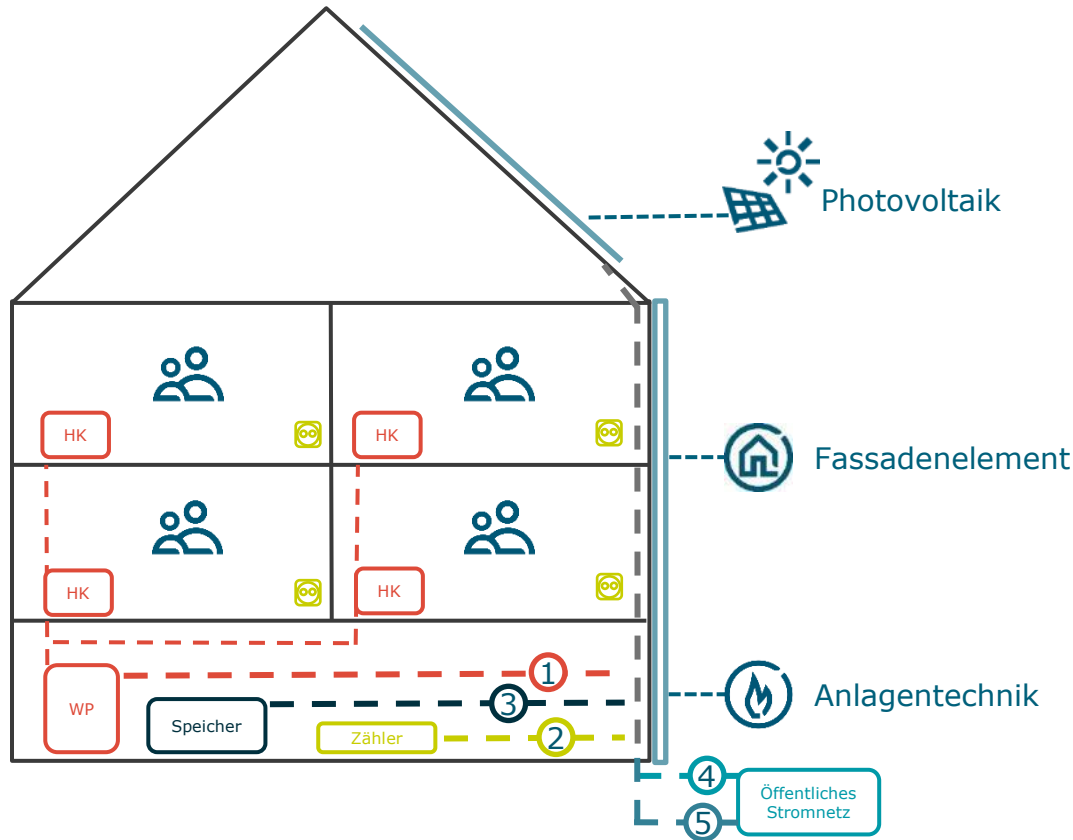 Photovoltaik
HK
HK
Fassadenelement
HK
HK
1
WP
3
Speicher
2
Zähler
Anlagentechnik
4
Öffentliches
Stromnetz
5